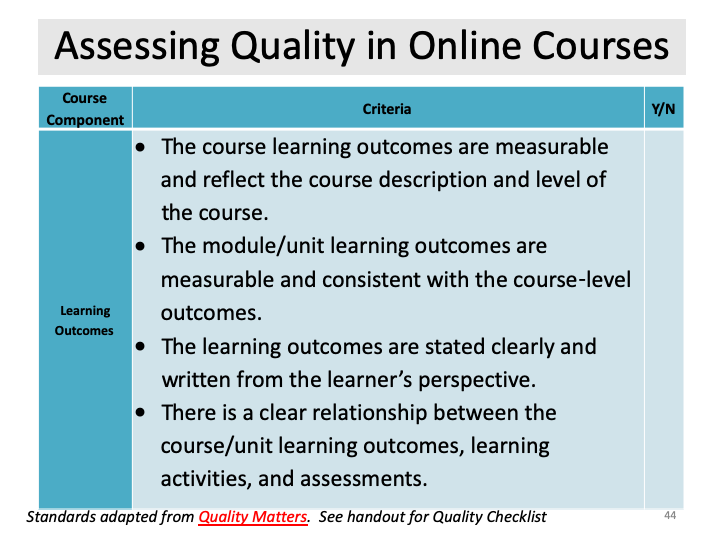 Assessing Quality in Online Courses
Course
Component
Criteria
Y/N
Learning
Outcomes
• The course learning outcomes are measurable
and reflect the course description and level of
the course.
• The module/unit learning outcomes are
measurable and consistent with the course-level
outcomes.
• The learning outcomes are stated clearly and
written from the learner’s perspective.
• There is a clear relationship between the
course/unit learning outcomes, learning
activities, and assessments.
Standards adapted from Quality Matters. See handout for Quality Checklist
44